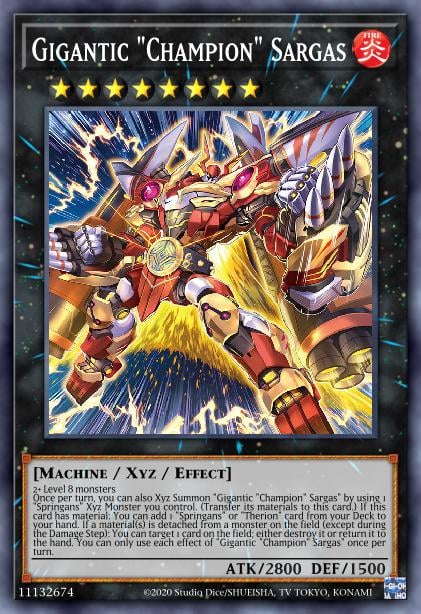 GIGANTIC "CHAMPION" SARGAS
FIRE
炎
[MACHINE / XYZ / EFFECT]
2+ Level 8 monsters
Once per turn, you can also Xyz Summon "Gigantic "Champion" Sargas" by using 1
"Springans" Xyz Monster you control. (Transfer its materials to this card.) If this
card has material: You can add 1 "Springans" or "Therion" card from your Deck to
your hand. If a material(s) is detached from a monster on the field (except during
the Damage Step): You can target 1 card on the field; either destroy it or return it to
the hand. You can only use each effect of "Gigantic "Champion" Sargas" once per
turn.
ATK/2800 DEF/1500
11132674
©2020 Studio Dice/SHUEISHA, TV TOKYO, KONAMI